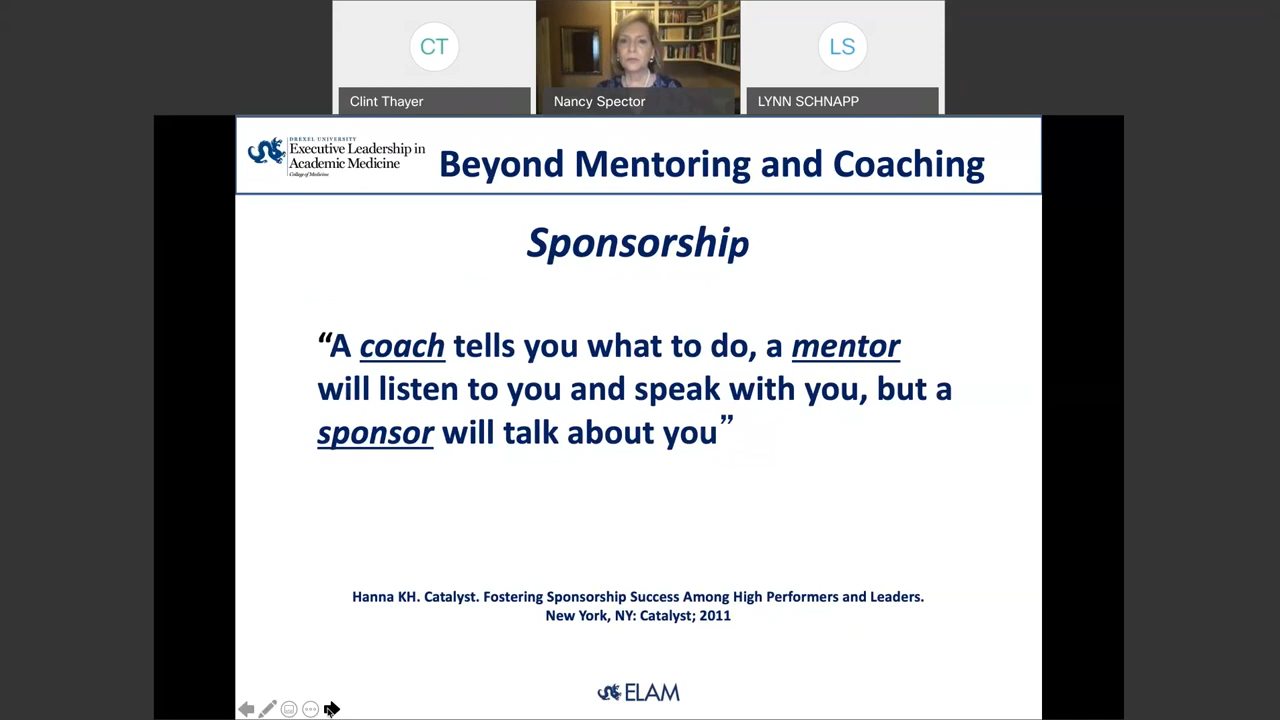 CT
LS
Clint Thayer
Nancy Spector
LYNN SCHNAPP
DREXEL UNIVERSITY
Executive Leadership in
Academic Medicine
College of Medicine
Beyond Mentoring and Coaching
Sponsorship
“A coach tells you what to do, a mentor
will listen to you and speak with you, but a
sponsor will talk about you”
Hanna KH. Catalyst. Fostering Sponsorship Success Among High Performers and Leaders.
New York, NY: Catalyst; 2011
ELAM